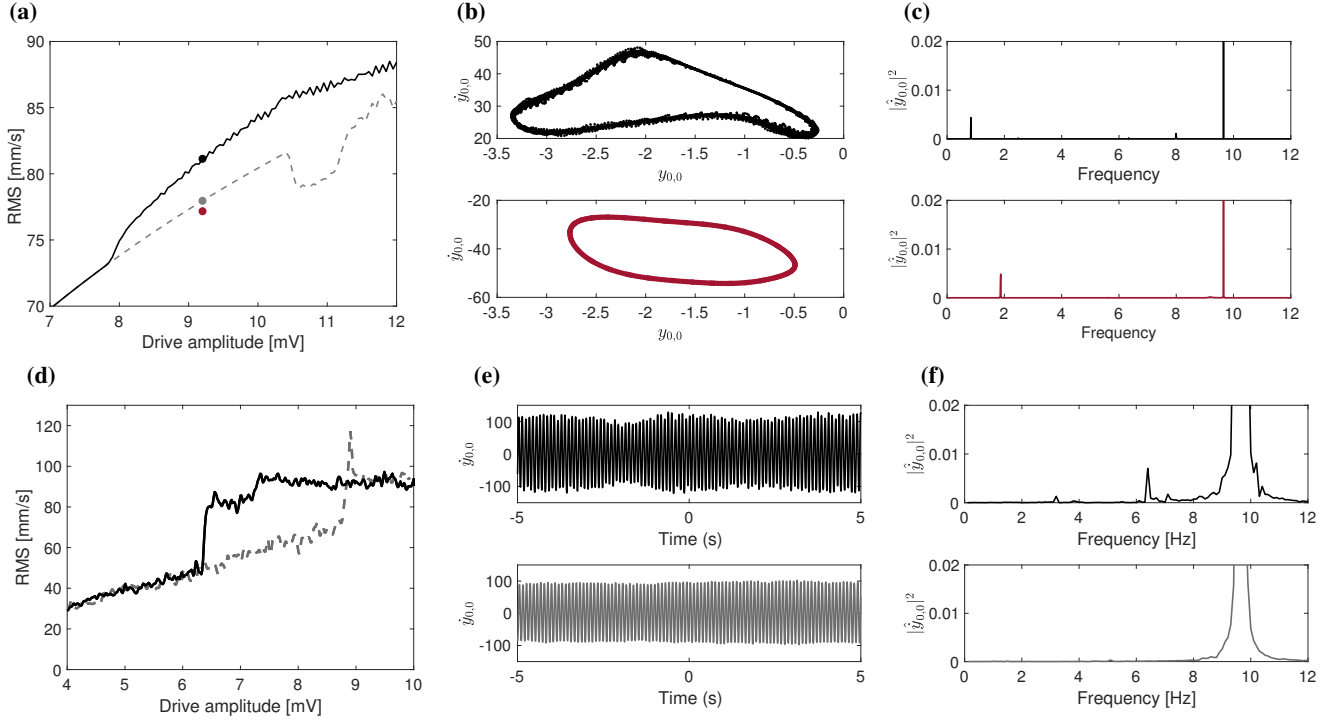 (a)
90
85
80
75
70
RMS [mm/s]
7 8 9 10 11 12
Drive amplitude [mV]
(b)
50
40
30
20
ẏ0,0
-3.5 -3 -2.5 -2 -1.5 -1 -0.5 0
y0,0
-20
-40
-60
ẏ0,0
-3.5 -3 -2.5 -2 -1.5 -1 -0.5 0
y0,0
(c)
0.02
0.01
0
|ŷ̇0,0|2
0 2 4 6 8 10 12
Frequency
0.02
0.01
0
|ŷ̇0,0|2
0 2 4 6 8 10 12
Frequency
(d)
120
100
80
60
40
20
0
RMS [mm/s]
4 5 6 7 8 9 10
Drive amplitude [mV]
(e)
100
0
-100
ẏ0,0
-5 0 5
Time (s)
100
0
-100
ẏ0,0
-5 0 5
Time (s)
(f)
0.02
0.01
0
|ŷ̇0,0|2
0 2 4 6 8 10 12
Frequency [Hz]
0.02
0.01
0
|ŷ̇0,0|2
0 2 4 6 8 10 12
Frequency [Hz]